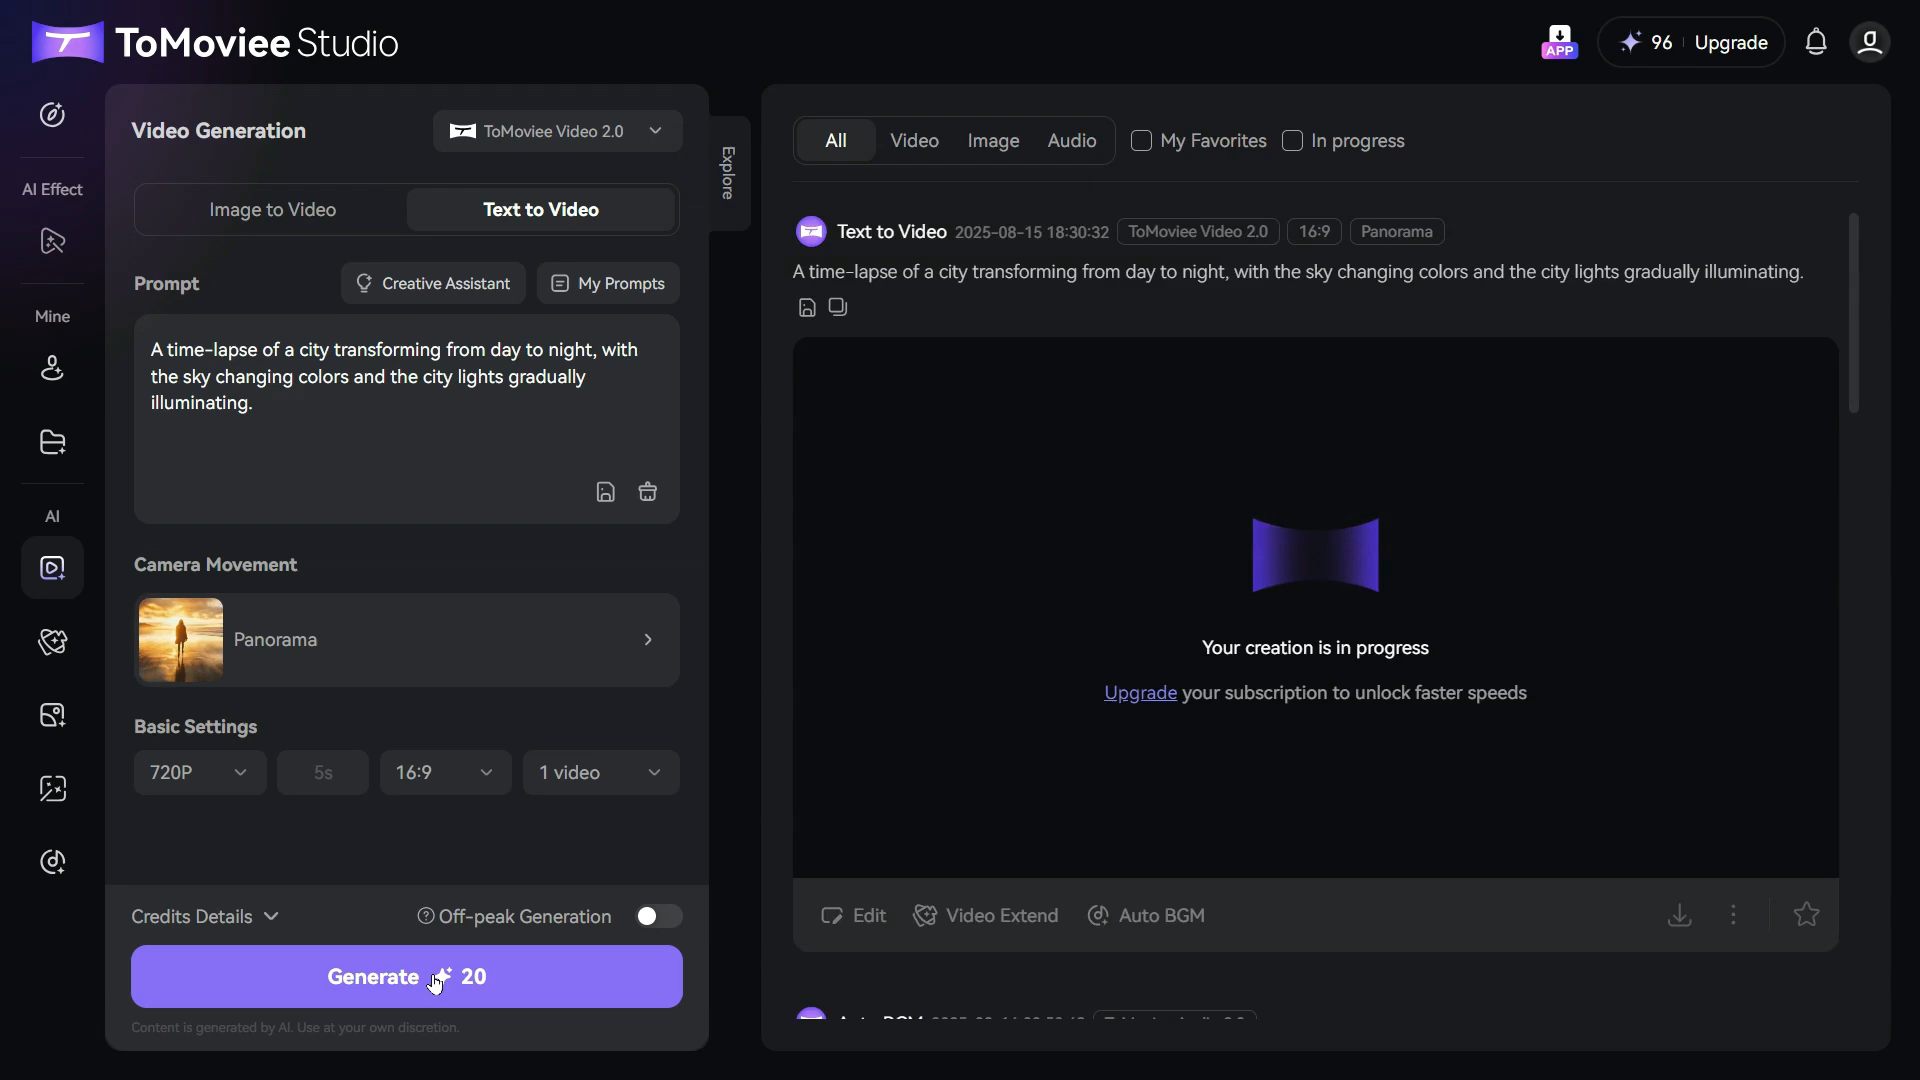 ToMoviee Studio
APP
96 Upgrade
AI Effect
Mine
AI
Video Generation
ToMoviee Video 2.0
Image to Video
Text to Video
Prompt
Creative Assistant
My Prompts
A time-lapse of a city transforming from day to night, with
the sky changing colors and the city lights gradually
illuminating.
Camera Movement
Panorama
Basic Settings
720P
5s
16:9
1 video
Credits Details
Off-peak Generation
Generate 20
Content is generated by AI. Use at your own discretion.
Explore
All
Video
Image
Audio
My Favorites
In progress
Text to Video 2025-08-15 18:30:32 ToMoviee Video 2.0 16:9 Panorama
A time-lapse of a city transforming from day to night, with the sky changing colors and the city lights gradually illuminating.
Your creation is in progress
Upgrade your subscription to unlock faster speeds
Edit
Video Extend
Auto BGM